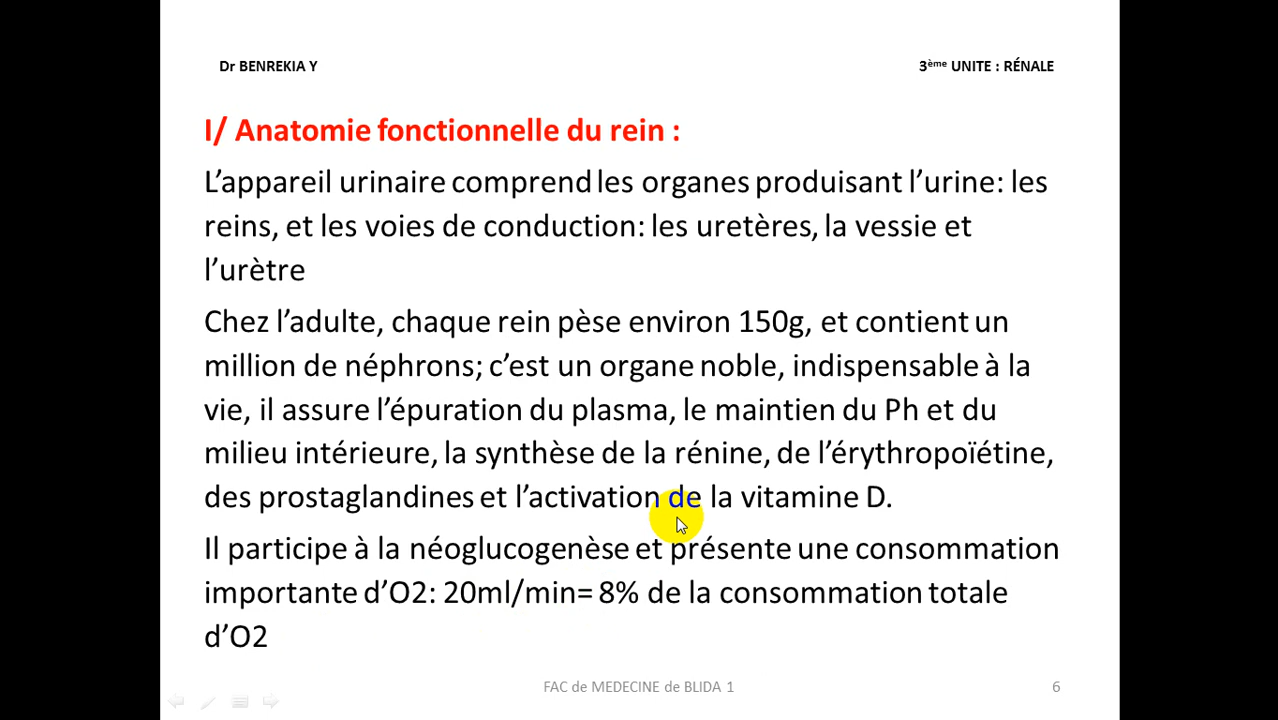 Dr BENREKIA Y
3ème UNITE : RÉNALE
I/ Anatomie fonctionnelle du rein :
L’appareil urinaire comprend les organes produisant l’urine: les
reins, et les voies de conduction: les uretères, la vessie et
l’urètre
Chez l’adulte, chaque rein pèse environ 150g, et contient un
million de néphrons; c’est un organe noble, indispensable à la
vie, il assure l’épuration du plasma, le maintien du Ph et du
milieu intérieure, la synthèse de la rénine, de l’érythropoïétine,
des prostaglandines et l’activation de la vitamine D.
Il participe à la néoglucogenèse et présente une consommation
importante d’O2: 20ml/min= 8% de la consommation totale
d’O2
FAC de MEDECINE de BLIDA 1
6